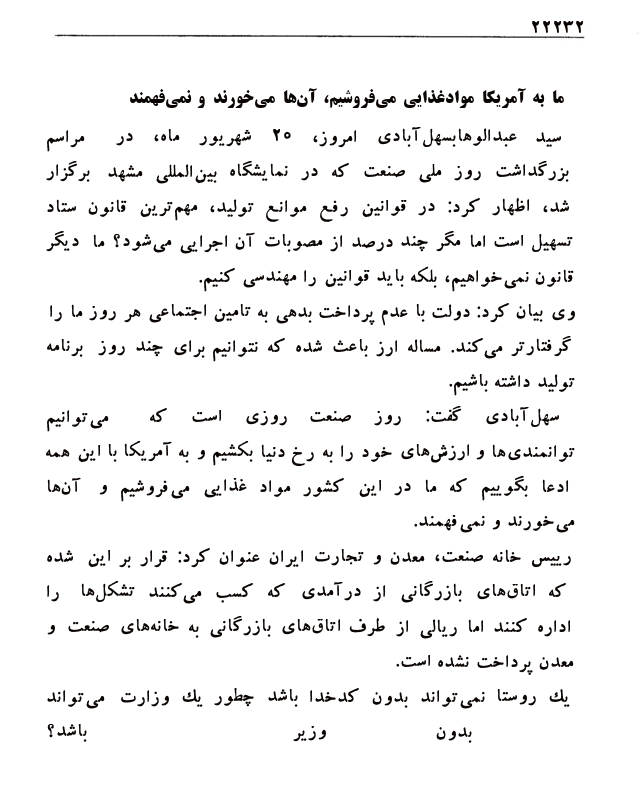 ۲۲۲۳۲
ما به آمریکا موادغذایی می‌فروشیم، آن‌ها می‌خورند و نمی‌فهمند
سید عبدالوهابسهل‌آبادی امروز، ۲۰ شهریور ماه، در مراسم
بزرگداشت روز ملی صنعت که در نمایشگاه بین‌المللی مشهد برگزار
شد، اظهار کرد: در قوانین رفع موانع تولید، مهم‌ترین قانون ستاد
تسهیل است اما مگر چند درصد از مصوبات آن اجرایی می‌شود؟ ما دیگر
قانون نمی‌خواهیم، بلکه باید قوانین را مهندسی کنیم.
وی بیان کرد: دولت با عدم پرداخت بدهی به تامین اجتماعی هر روز ما را
گرفتارتر می‌کند. مساله ارز باعث شده که نتوانیم برای چند روز برنامه
تولید داشته باشیم.
سهل‌آبادی گفت: روز صنعت روزی است که می‌توانیم
توانمندی‌ها و ارزش‌های خود را به رخ دنیا بکشیم و به آمریکا با این همه
ادعا بگوییم که ما در این کشور مواد غذایی می‌فروشیم و آن‌ها
می‌خورند و نمی‌فهمند.
رییس خانه صنعت، معدن و تجارت ایران عنوان کرد: قرار بر این شده
که اتاق‌های بازرگانی از درآمدی که کسب می‌کنند تشکل‌ها را
اداره کنند اما ریالی از طرف اتاق‌های بازرگانی به خانه‌های صنعت و
معدن پرداخت نشده است.
یك روستا نمی‌تواند بدون کدخدا باشد چطور یك وزارت می‌تواند
بدون وزیر باشد؟